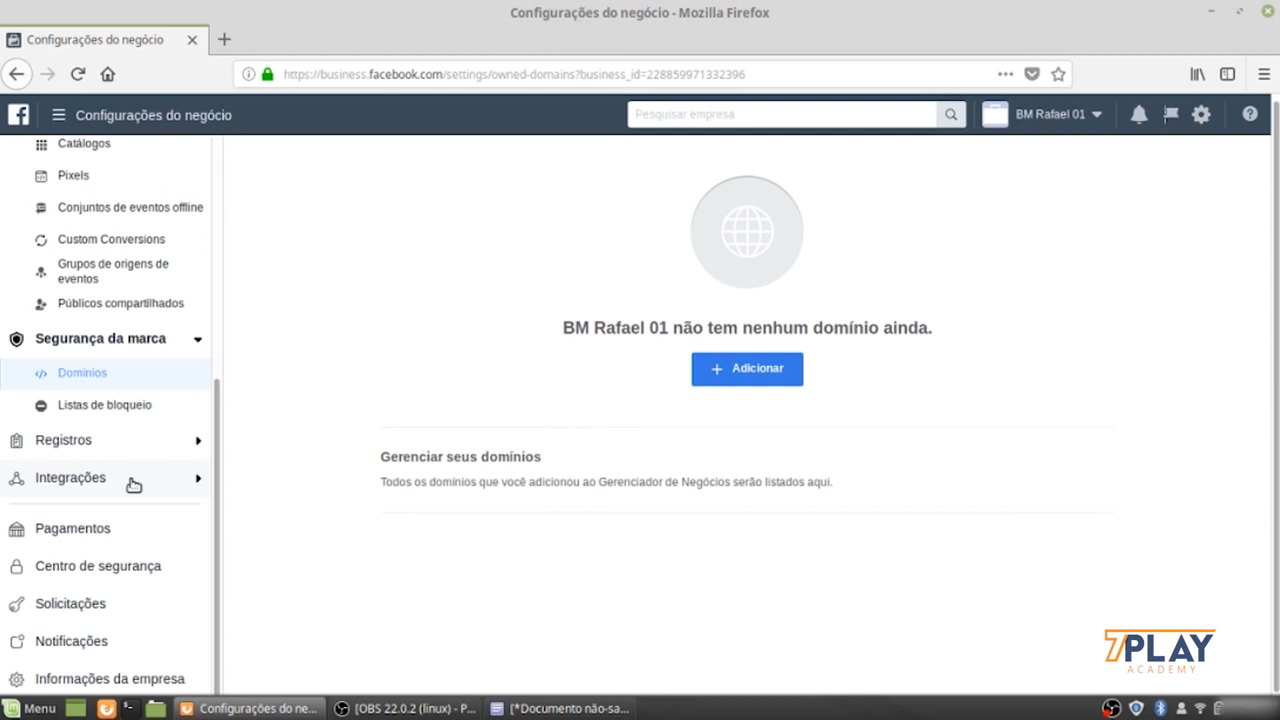 Configurações do negócio - Mozilla Firefox
Configurações do negócio
https://business.facebook.com/settings/owned-domains?business_id=228859971332396
Configurações do negócio
Pesquisar empresa
BM Rafael 01
Catálogos
Pixels
Conjuntos de eventos offline
Custom Conversions
Grupos de origens de
eventos
Públicos compartilhados
Segurança da marca
Domínios
Listas de bloqueio
Registros
Integrações
Pagamentos
Centro de segurança
Solicitações
Notificações
Informações da empresa
BM Rafael 01 não tem nenhum domínio ainda.
+ Adicionar
Gerenciar seus domínios
Todos os domínios que você adicionou ao Gerenciador de Negócios serão listados aqui.
7PLAY
ACADEMY
Menu
Configurações do ne...
[OBS 22.0.2 (linux) - P...
[*Documento não-sa...